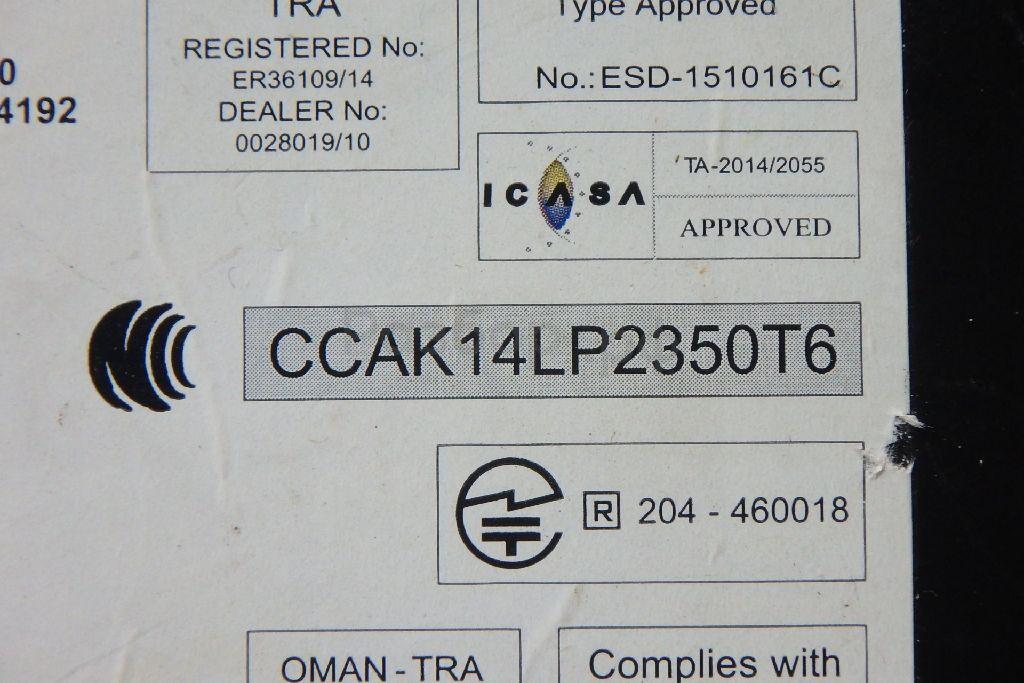 0
4192
TRA
REGISTERED No:
ER36109/14
DEALER No:
0028019/10
Type Approved
No.: ESD-1510161C
ICASA
TA-2014/2055
APPROVED
CCAK14LP2350T6
R 204 - 460018
OMAN - TRA
Complies with